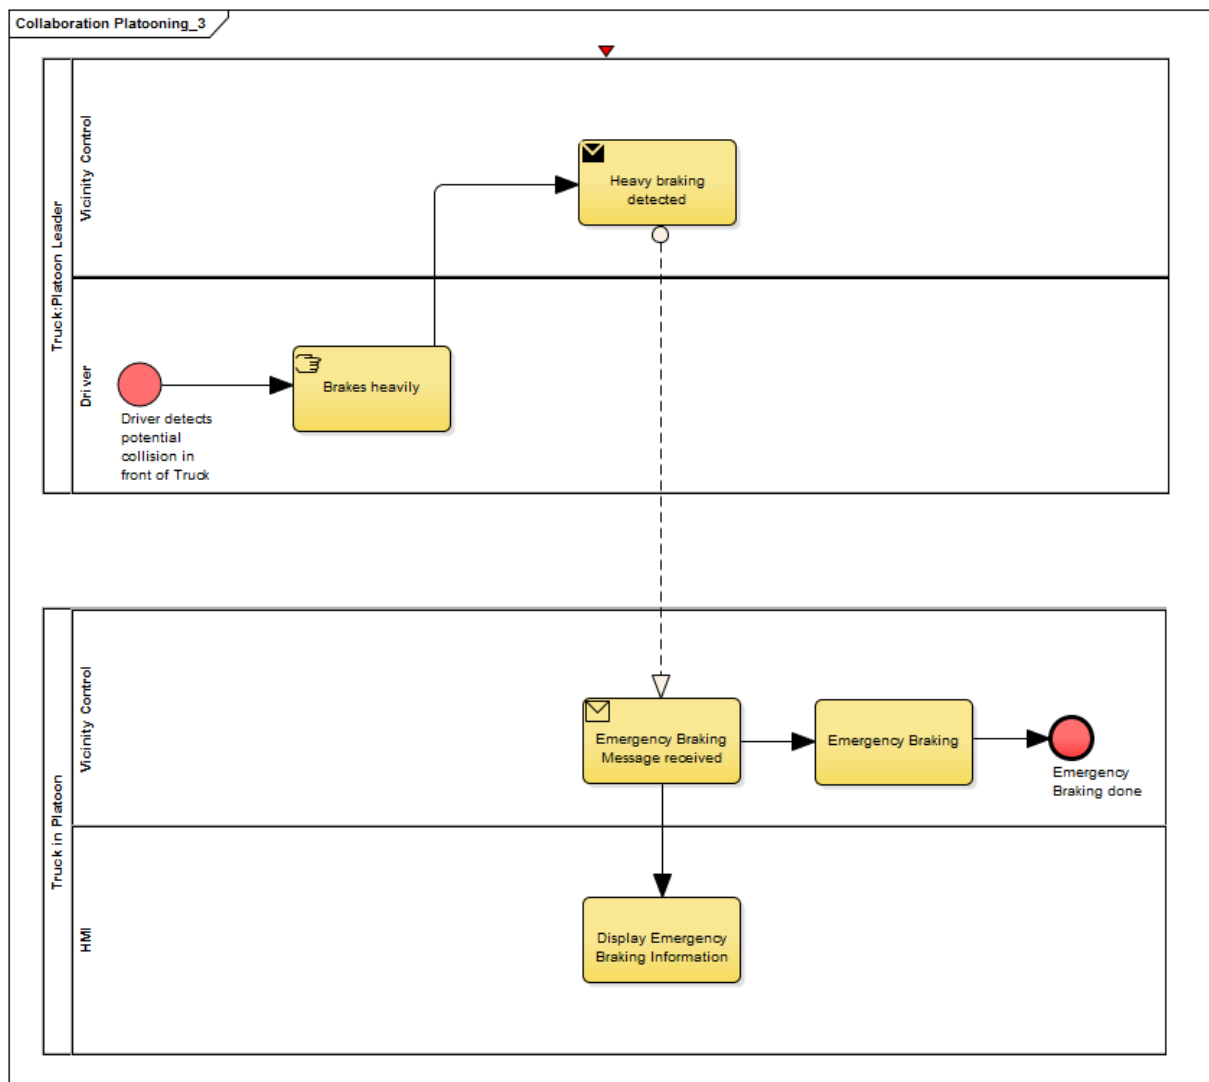 Collaboration Platooning_3
Truck:Platoon Leader
Vicinity Control
Heavy braking
detected
Driver
Brakes heavily
Driver detects
potential
collision in
front of Truck
Truck in Platoon
Vicinity Control
Emergency Braking
Message received
Emergency Braking
Emergency
Braking done
HMI
Display Emergency
Braking Information